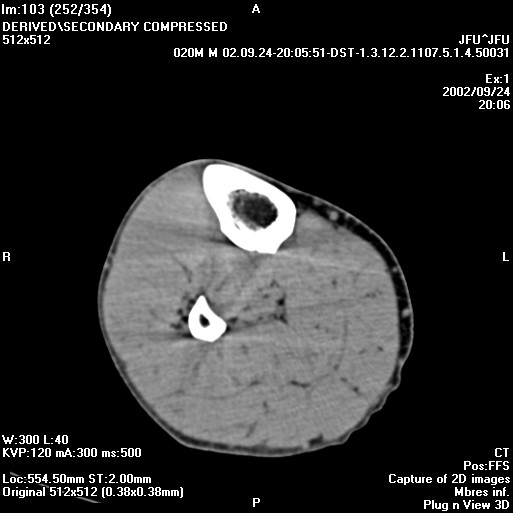 Im:103 (252/354)
A
DERIVED\SECONDARY COMPRESSED
512x512
JFU^JFU
020M M 02.09.24-20:05:51-DST-1.3.12.2.1107.5.1.4.50031
Ex:1
2002/09/24
20:06
R
L
W:300 L:40
KVP:120 mA:300 ms:500
CT
Pos:FFS
Loc:554.50mm ST:2.00mm
Capture of 2D images
Original 512x512 (0.38x0.38mm)
Mbres inf.
P
Plug n View 3D